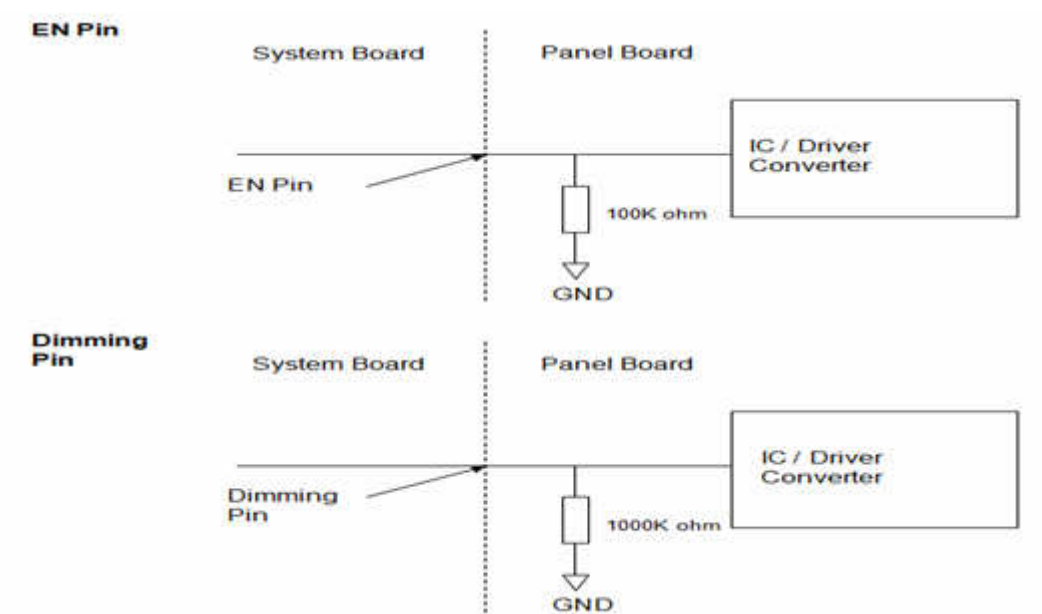 EN Pin
System Board
Panel Board
IC / Driver
Converter
EN Pin
100K ohm
GND
Dimming
Pin
System Board
Panel Board
IC / Driver
Converter
Dimming
Pin
1000K ohm
GND